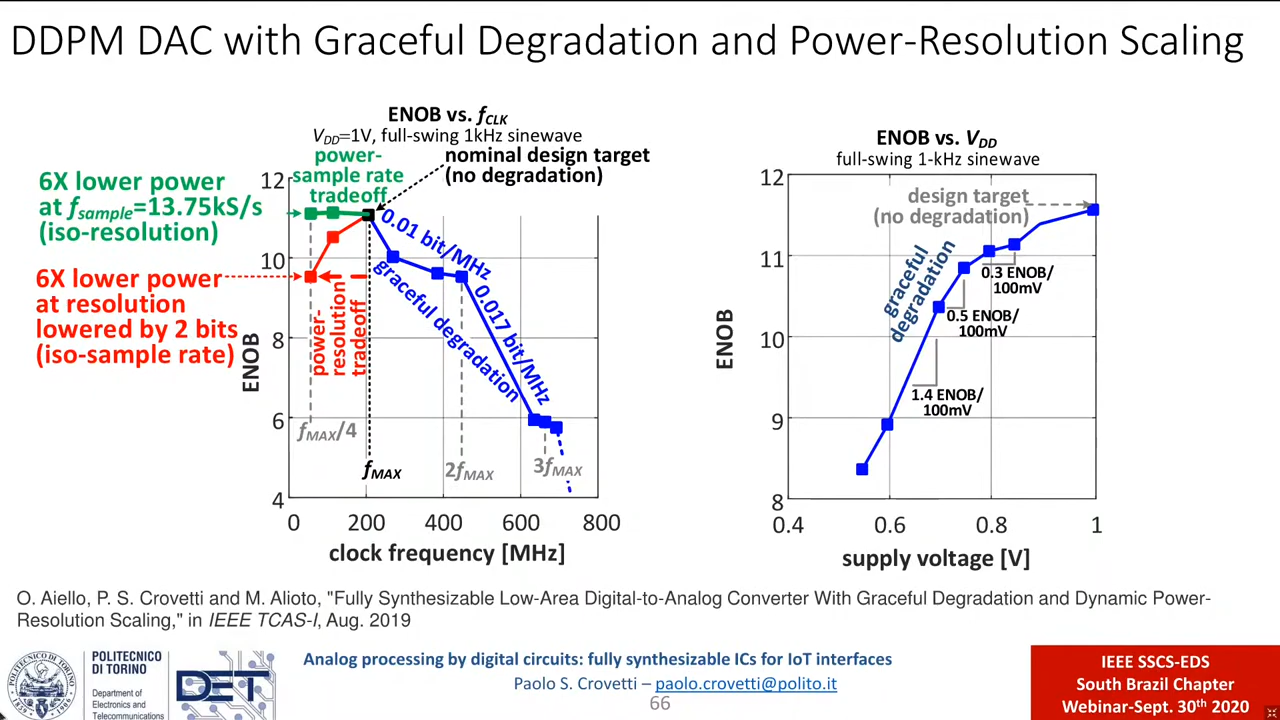 DDPM DAC with Graceful Degradation and Power-Resolution Scaling
ENOB vs. fCLK
VDD=1V, full-swing 1kHz sinewave
power-
sample rate
tradeoff
nominal design target
(no degradation)
6X lower power
at fsample=13.75kS/s
(iso-resolution)
6X lower power
at resolution
lowered by 2 bits
(iso-sample rate)
power-
resolution
tradeoff
0.01 bit/MHz
0.017 bit/MHz
graceful degradation
fMAX/4
fMAX
2fMAX
3fMAX
ENOB
12
10
8
6
4
0 200 400 600 800
clock frequency [MHz]
ENOB vs. VDD
full-swing 1-kHz sinewave
design target
(no degradation)
graceful
degradation
0.3 ENOB/
100mV
0.5 ENOB/
100mV
1.4 ENOB/
100mV
ENOB
12
11
10
9
8
0.4 0.6 0.8 1
supply voltage [V]
O. Aiello, P. S. Crovetti and M. Alioto, "Fully Synthesizable Low-Area Digital-to-Analog Converter With Graceful Degradation and Dynamic Power-
Resolution Scaling," in IEEE TCAS-I, Aug. 2019
POLITECNICO
DI TORINO
Department of
Electronics and
Telecommunications
DET
Analog processing by digital circuits: fully synthesizable ICs for IoT interfaces
Paolo S. Crovetti – paolo.crovetti@polito.it
66
IEEE SSCS-EDS
South Brazil Chapter
Webinar-Sept. 30th 2020